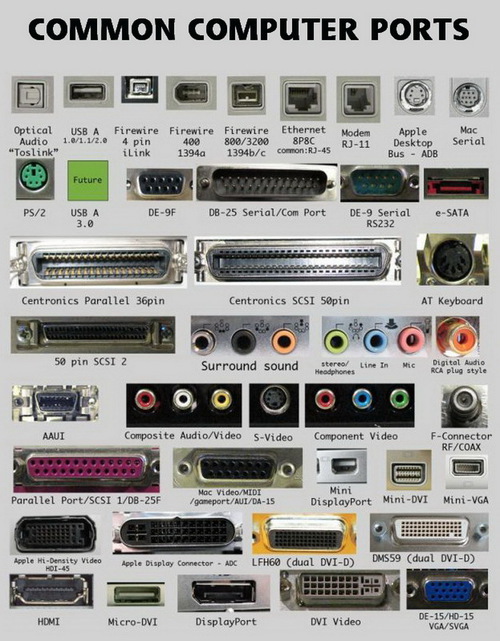 COMMON COMPUTER PORTS
Optical
Audio
"Toslink"
USB A
1.0/1.1/2.0
Firewire
4 pin
iLink
Firewire
400
1394a
Firewire
800/3200
1394b/c
Ethernet
8P8C
common:RJ-45
Modem
RJ-11
Apple
Desktop
Bus - ADB
Mac
Serial
PS/2
Future
USB A
3.0
DE-9F
DB-25 Serial/Com Port
DE-9 Serial
RS232
e-SATA
Centronics Parallel 36pin
Centronics SCSI 50pin
AT Keyboard
50 pin SCSI 2
Surround sound
stereo/
Headphones
Line In
Mic
Digital Audio
RCA plug style
AAUI
Composite Audio/Video
S-Video
Component Video
F-Connector
RF/COAX
Parallel Port/SCSI 1/DB-25F
Mac Video/MIDI
/gameport/AUI/DA-15
Mini
DisplayPort
Mini-DVI
Mini-VGA
Apple Hi-Density Video
HDI-45
Apple Display Connector - ADC
LFH60 (dual DVI-D)
DMS59 (dual DVI-D)
HDMI
Micro-DVI
DisplayPort
DVI Video
DE-15/HD-15
VGA/SVGA